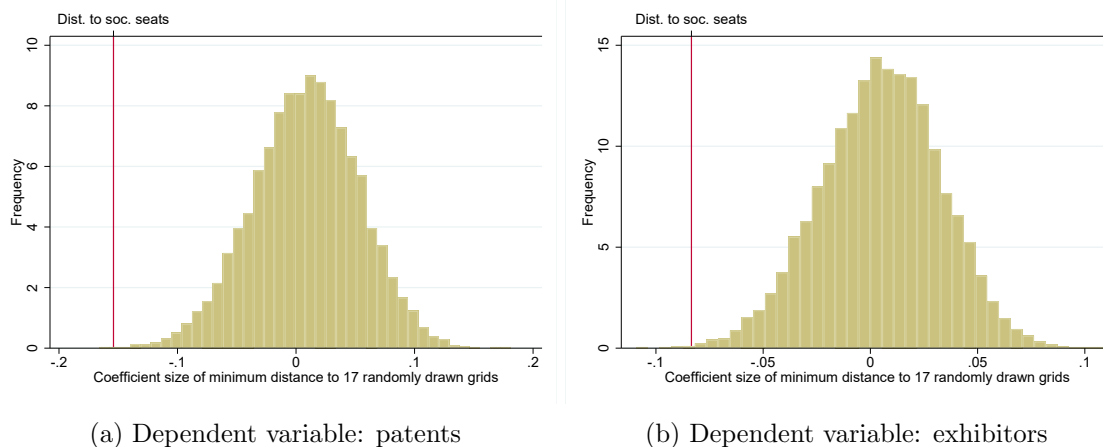 Dist. to soc. seats
Frequency
0
2
4
6
8
10
-.2
-.1
0
.1
.2
Coefficient size of minimum distance to 17 randomly drawn grids
(a) Dependent variable: patents
Dist. to soc. seats
Frequency
0
5
10
15
-.1
-.05
0
.05
.1
Coefficient size of minimum distance to 17 randomly drawn grids
(b) Dependent variable: exhibitors